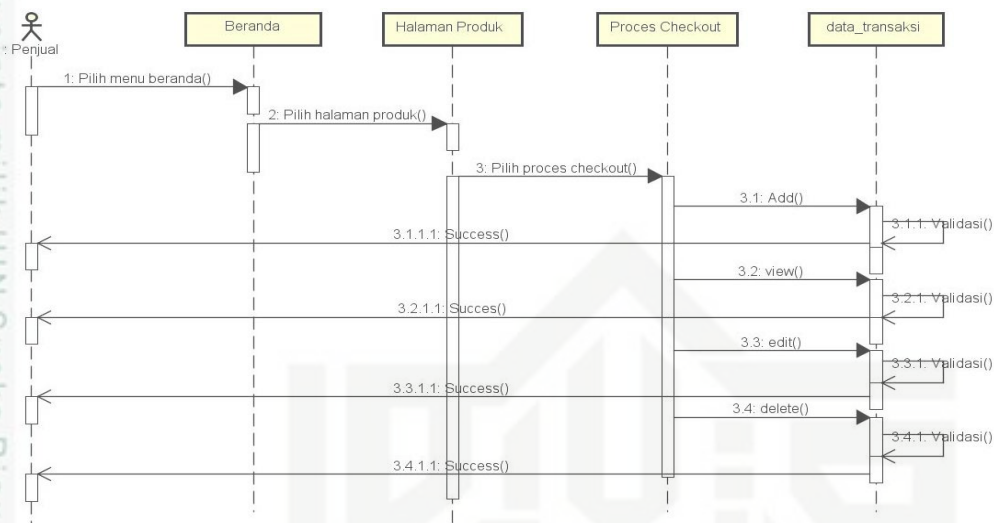 : Penjual
Beranda
Halaman Produk
Proces Checkout
data_transaksi
1: Pilih menu beranda()
2: Pilih halaman produk()
3: Pilih proces checkout()
3.1: Add()
3.1.1: Validasi()
3.1.1.1: Success()
3.2: view()
3.2.1: Validasi()
3.2.1.1: Succes()
3.3: edit()
3.3.1: Validasi()
3.3.1.1: Success()
3.4: delete()
3.4.1: Validasi()
3.4.1.1: Success()